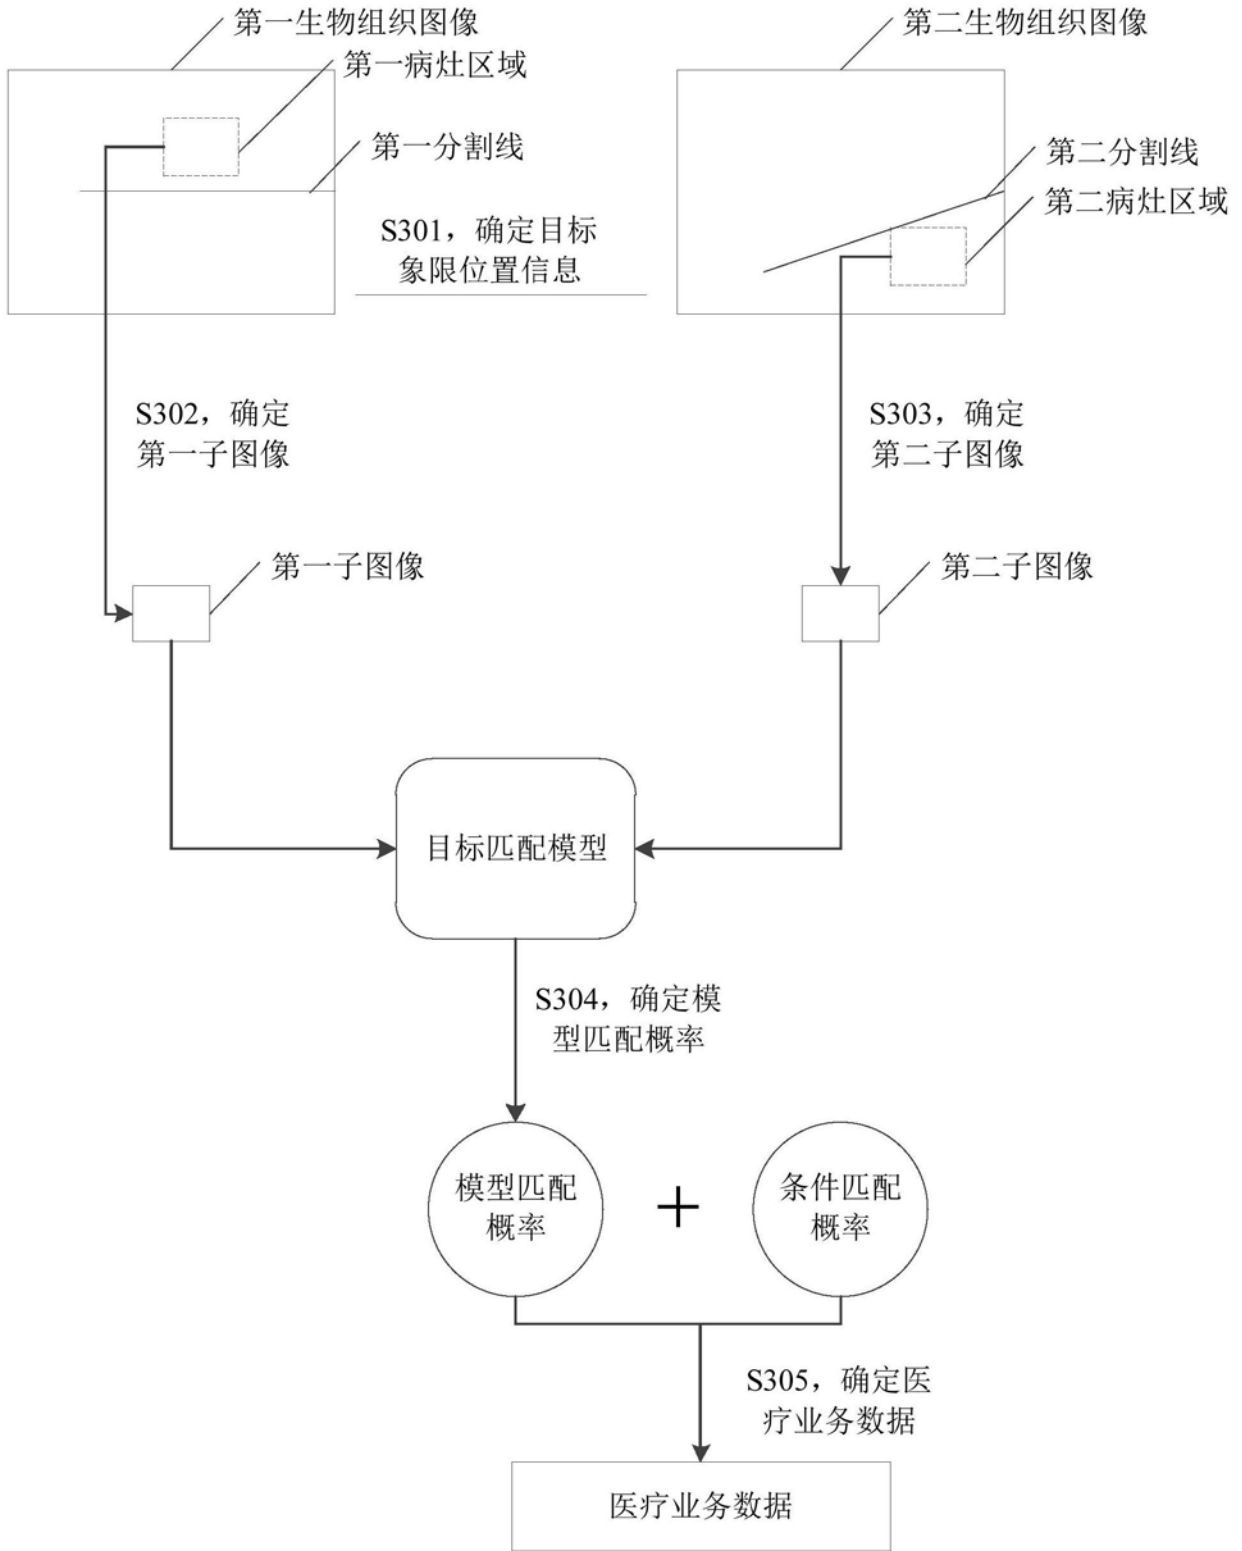 第一生物组织图像
第一病灶区域
第一分割线
第二生物组织图像
第二分割线
第二病灶区域
S301，确定目标
象限位置信息
S302，确定
第一子图像
S303，确定
第二子图像
第一子图像
第二子图像
目标匹配模型
S304，确定模
型匹配概率
模型匹配
概率
+
条件匹配
概率
S305，确定医
疗业务数据
医疗业务数据